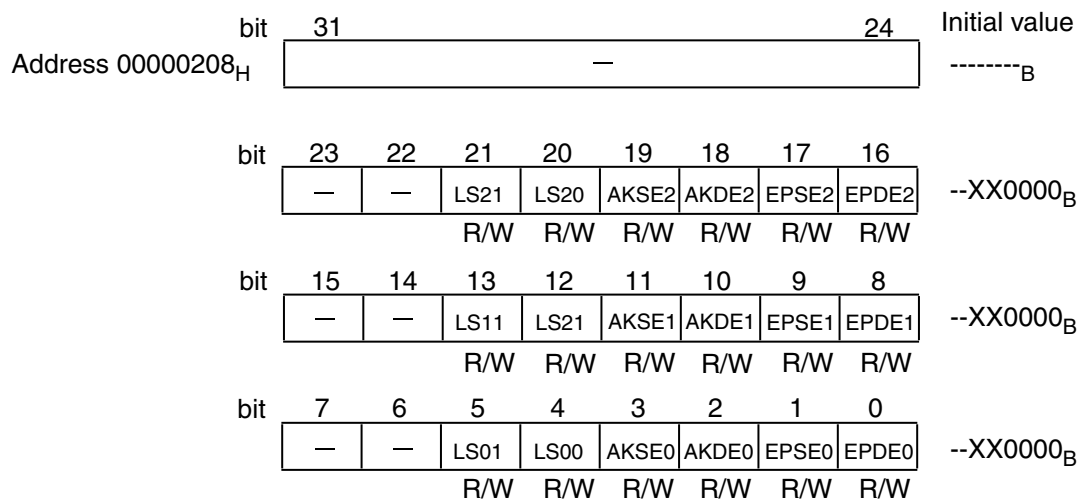 bit 31 24 Initial value
Address 00000208H — --------B
bit 23 22 21 20 19 18 17 16
— — LS21 LS20 AKSE2 AKDE2 EPSE2 EPDE2 --XX0000B
R/W R/W R/W R/W R/W R/W
bit 15 14 13 12 11 10 9 8
— — LS11 LS21 AKSE1 AKDE1 EPSE1 EPDE1 --XX0000B
R/W R/W R/W R/W R/W R/W
bit 7 6 5 4 3 2 1 0
— — LS01 LS00 AKSE0 AKDE0 EPSE0 EPDE0 --XX0000B
R/W R/W R/W R/W R/W R/W